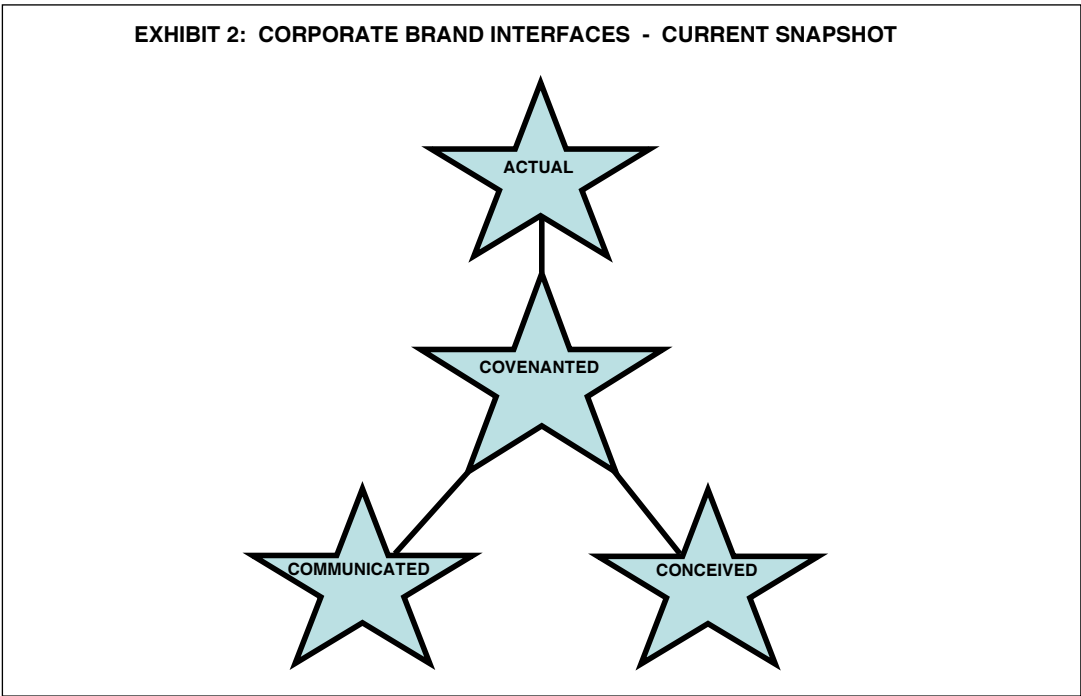 EXHIBIT 2: CORPORATE BRAND INTERFACES - CURRENT SNAPSHOT
ACTUAL
COVENANTED
COMMUNICATED
CONCEIVED